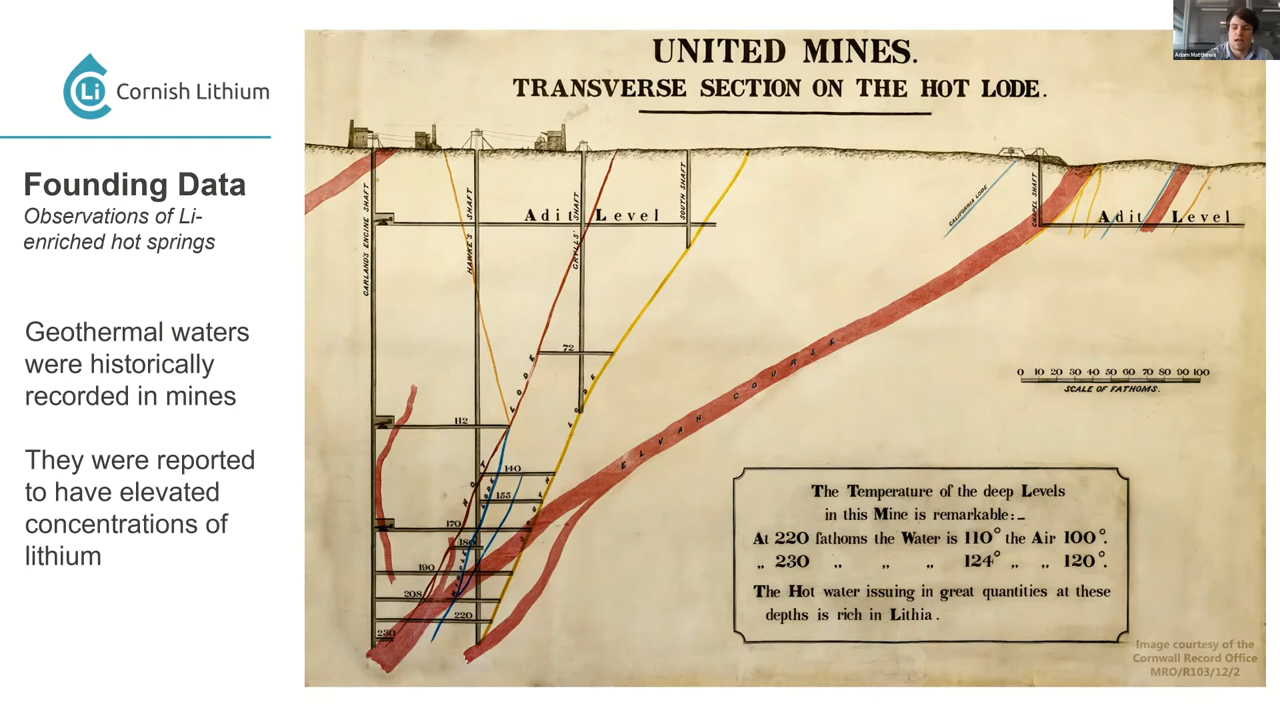 Adam Matthews
Li
Cornish Lithium
Founding Data
Observations of Li-
enriched hot springs
Geothermal waters
were historically
recorded in mines
They were reported
to have elevated
concentrations of
lithium
UNITED MINES.
TRANSVERSE SECTION ON THE HOT LODE.
GARLANDS ENGINE SHAFT
HAWKE'S SHAFT
GRILLS' SHAFT
SOUTH SHAFT
Adit Level
CALIFORNIA LODE
CHAPEL SHAFT
Adit Level
72
112
140
155
170
180
190
208
220
230
HOT LODE
LODE
ELVAN COURSE
0 10 20 30 40 50 60 70 80 90 100
SCALE OF FATHOMS.
The Temperature of the deep Levels
in this Mine is remarkable:_
At 220 fathoms the Water is 110° the Air 100°.
„ 230 „ „ „ 124° „ „ 120°.
The Hot water issuing in great quantities at these
depths is rich in Lithia.
Image courtesy of the
Cornwall Record Office
MRO/R103/12/2